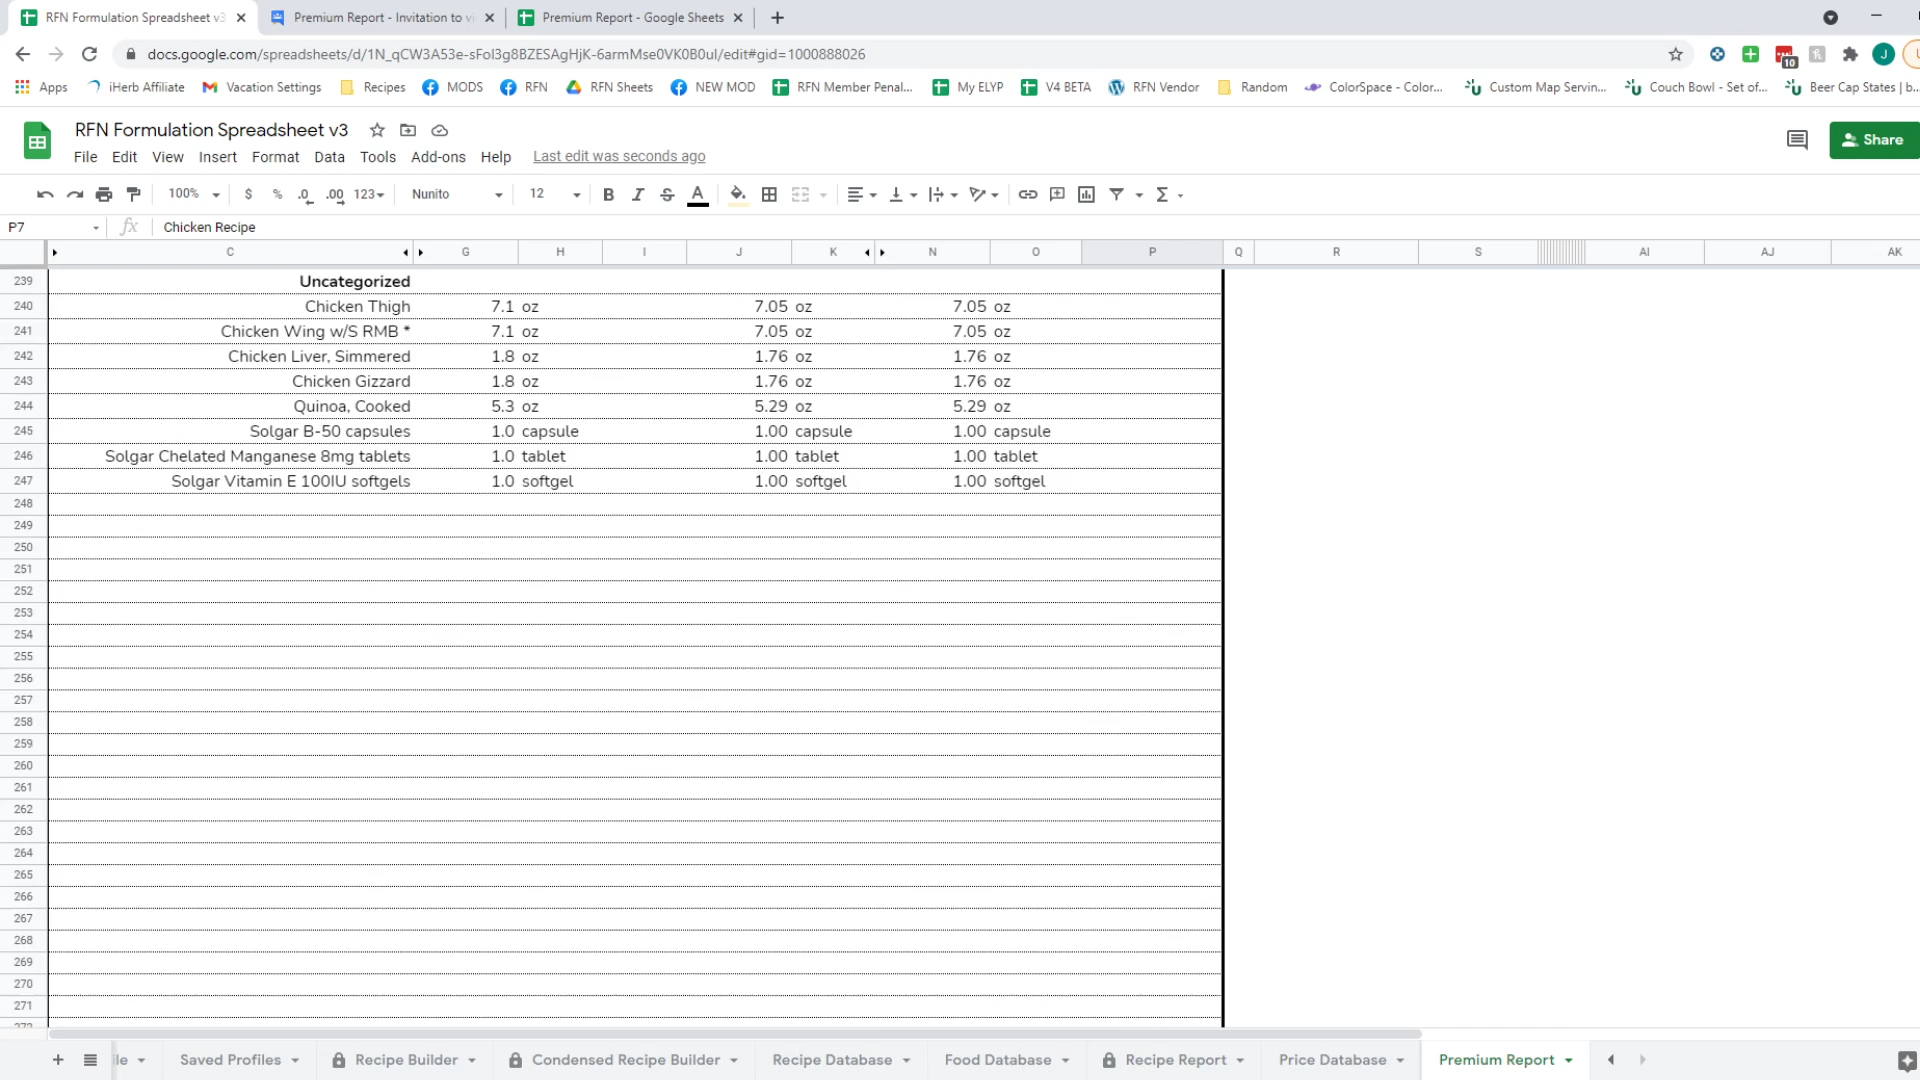 RFN Formulation Spreadsheet v3
Premium Report - Invitation to vi
Premium Report - Google Sheets
docs.google.com/spreadsheets/d/1N_qCW3A53e-sFoI3g8BZESAgHjK-6armMse0VK0B0uI/edit#gid=1000888026
10
J
Apps
iHerb Affiliate
Vacation Settings
Recipes
MODS
RFN
RFN Sheets
NEW MOD
RFN Member Penal...
My ELYP
V4 BETA
RFN Vendor
Random
ColorSpace - Color...
Custom Map Servin...
Couch Bowl - Set of...
Beer Cap States | b...
RFN Formulation Spreadsheet v3
Share
File Edit View Insert Format Data Tools Add-ons Help Last edit was seconds ago
100% $ % .0 .00 123 Nunito 12 B I S A Σ
P7 fx Chicken Recipe
C G H I J K N O P Q R S AI AJ AK
239 Uncategorized
240 Chicken Thigh 7.1 oz 7.05 oz 7.05 oz
241 Chicken Wing w/S RMB * 7.1 oz 7.05 oz 7.05 oz
242 Chicken Liver, Simmered 1.8 oz 1.76 oz 1.76 oz
243 Chicken Gizzard 1.8 oz 1.76 oz 1.76 oz
244 Quinoa, Cooked 5.3 oz 5.29 oz 5.29 oz
245 Solgar B-50 capsules 1.0 capsule 1.00 capsule 1.00 capsule
246 Solgar Chelated Manganese 8mg tablets 1.0 tablet 1.00 tablet 1.00 tablet
247 Solgar Vitamin E 100IU softgels 1.0 softgel 1.00 softgel 1.00 softgel
248
249
250
251
252
253
254
255
256
257
258
259
260
261
262
263
264
265
266
267
268
269
270
271
272
le
Saved Profiles
Recipe Builder
Condensed Recipe Builder
Recipe Database
Food Database
Recipe Report
Price Database
Premium Report